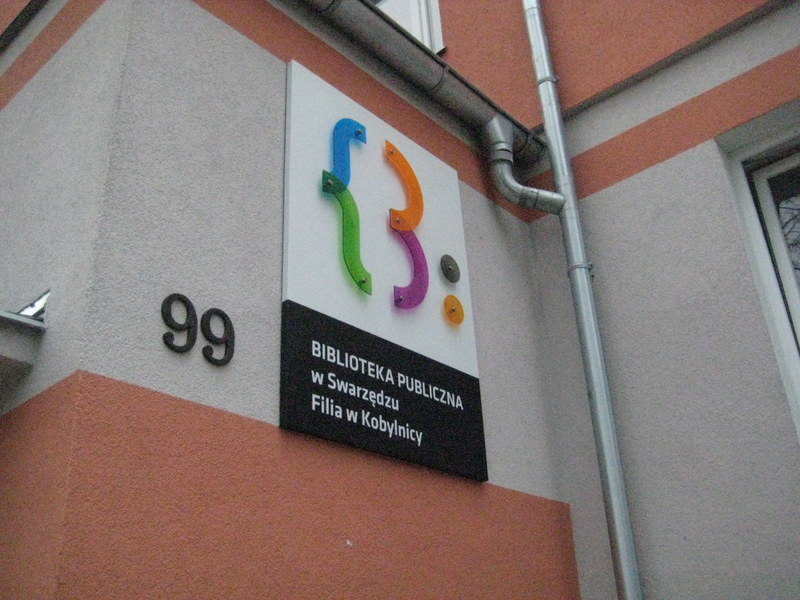 99
BIBLIOTEKA PUBLICZNA
w Swarzędzu
Filia w Kobylnicy